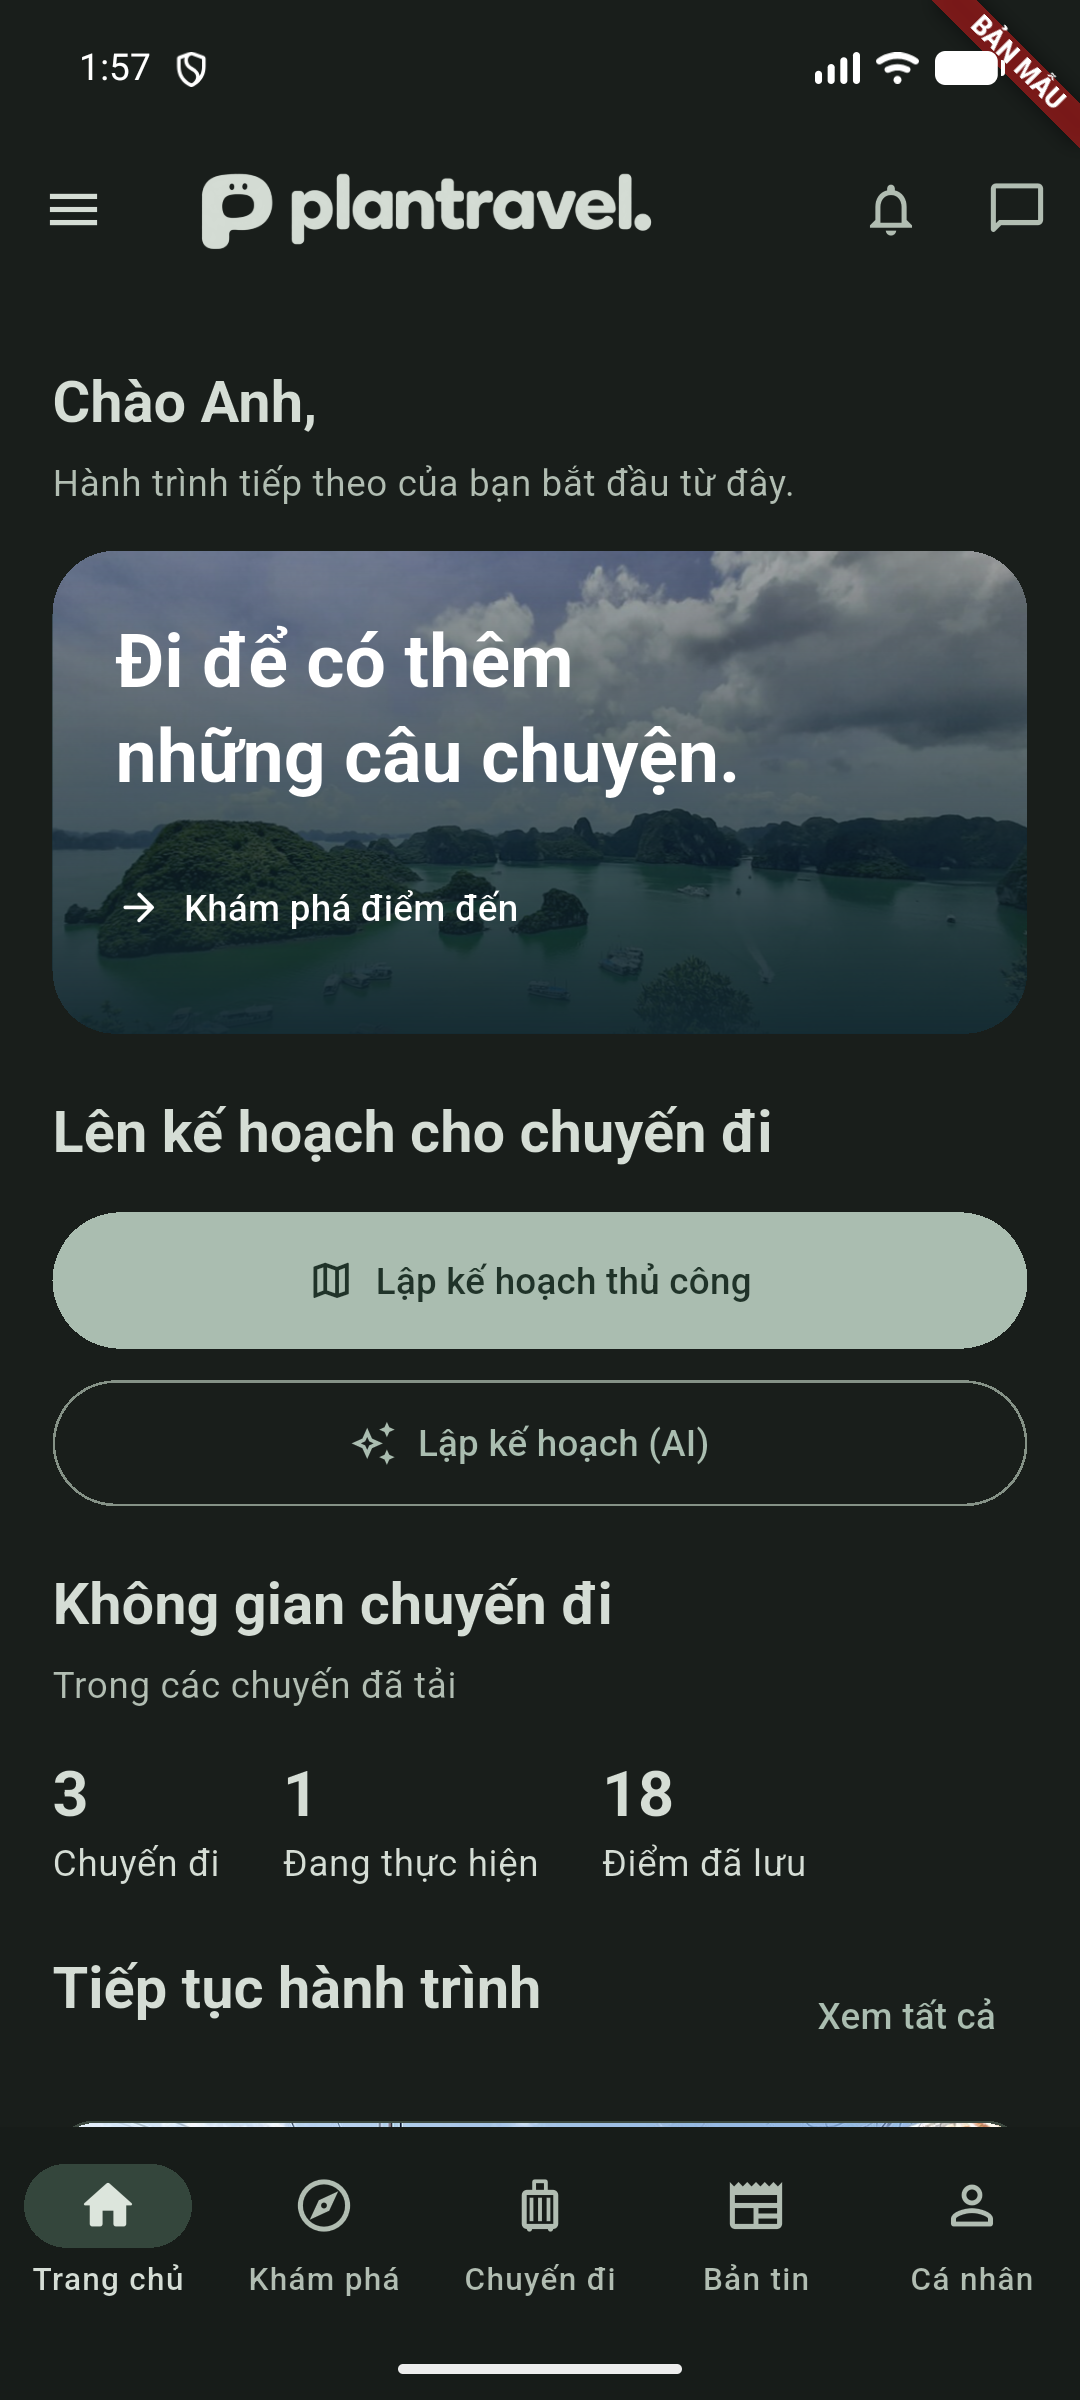 1:57
BẢN MẪU
plantravel.
Chào Anh,
Hành trình tiếp theo của bạn bắt đầu từ đây.
Đi để có thêm
những câu chuyện.
Khám phá điểm đến
Lên kế hoạch cho chuyến đi
Lập kế hoạch thủ công
Lập kế hoạch (AI)
Không gian chuyến đi
Trong các chuyến đã tải
3 1 18
Chuyến đi Đang thực hiện Điểm đã lưu
Tiếp tục hành trình
Xem tất cả
Trang chủ Khám phá Chuyến đi Bản tin Cá nhân